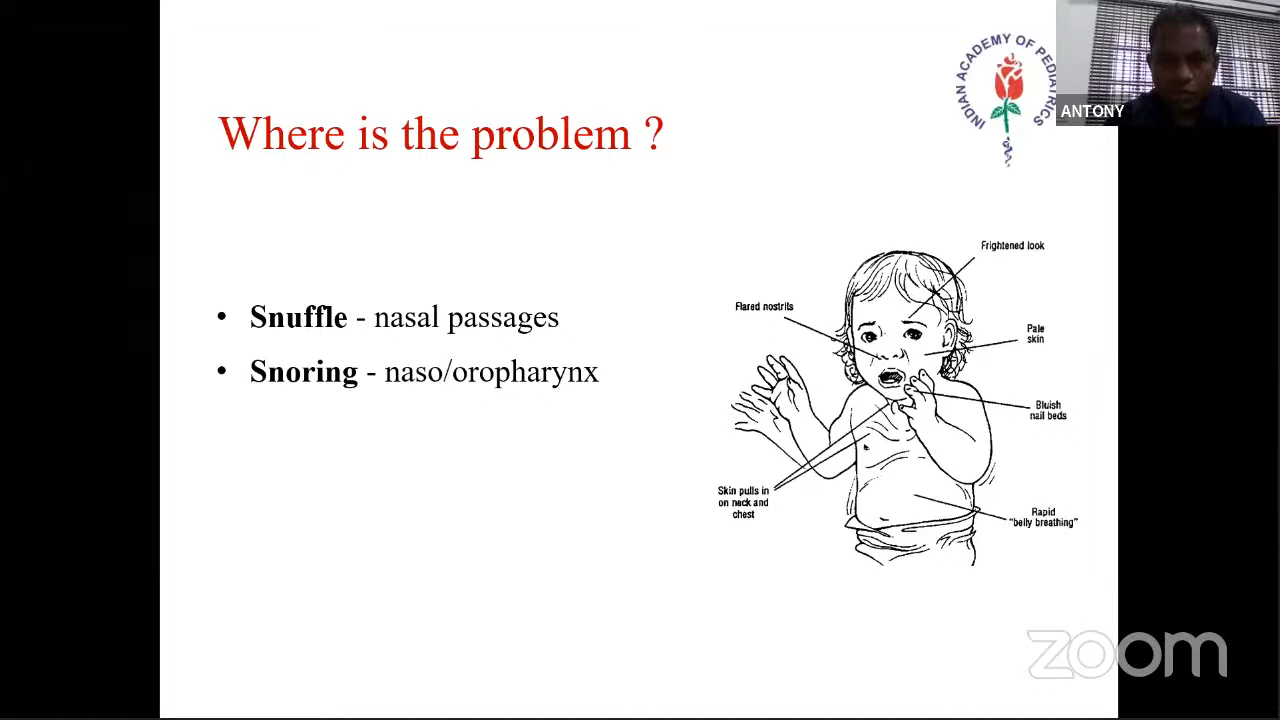 INDIAN ACADEMY OF PEDIATRICS
ANTONY
Where is the problem ?
• Snuffle - nasal passages
• Snoring - naso/oropharynx
Frightened look
Flared nostrils
Pale
skin
Bluish
nail beds
Skin pulls in
on neck and
chest
Rapid
"belly breathing"
zoom